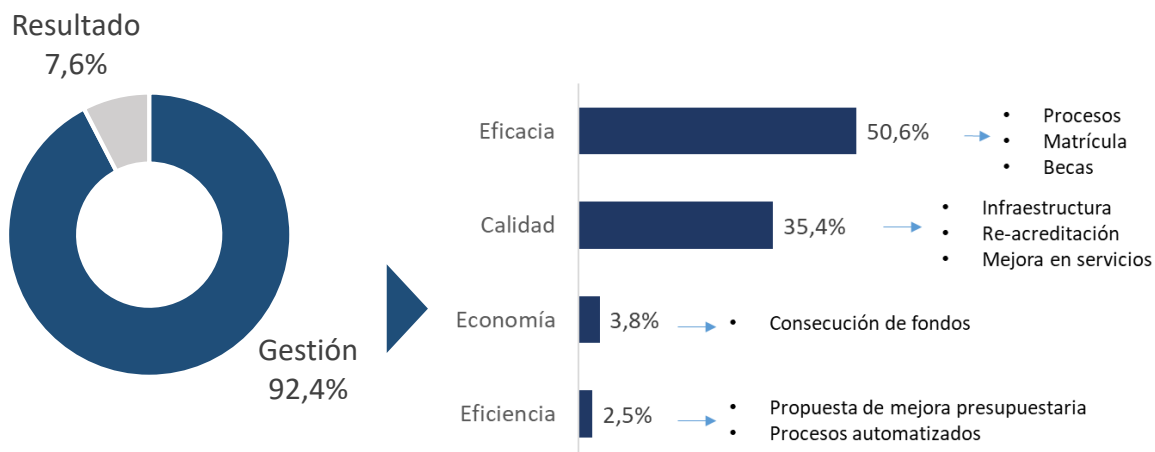 Resultado
7,6%
Gestión
92,4%
Eficacia
50,6%
• Procesos
• Matrícula
• Becas
Calidad
35,4%
• Infraestructura
• Re-acreditación
• Mejora en servicios
Economía
3,8%
• Consecución de fondos
Eficiencia
2,5%
• Propuesta de mejora presupuestaria
• Procesos automatizados